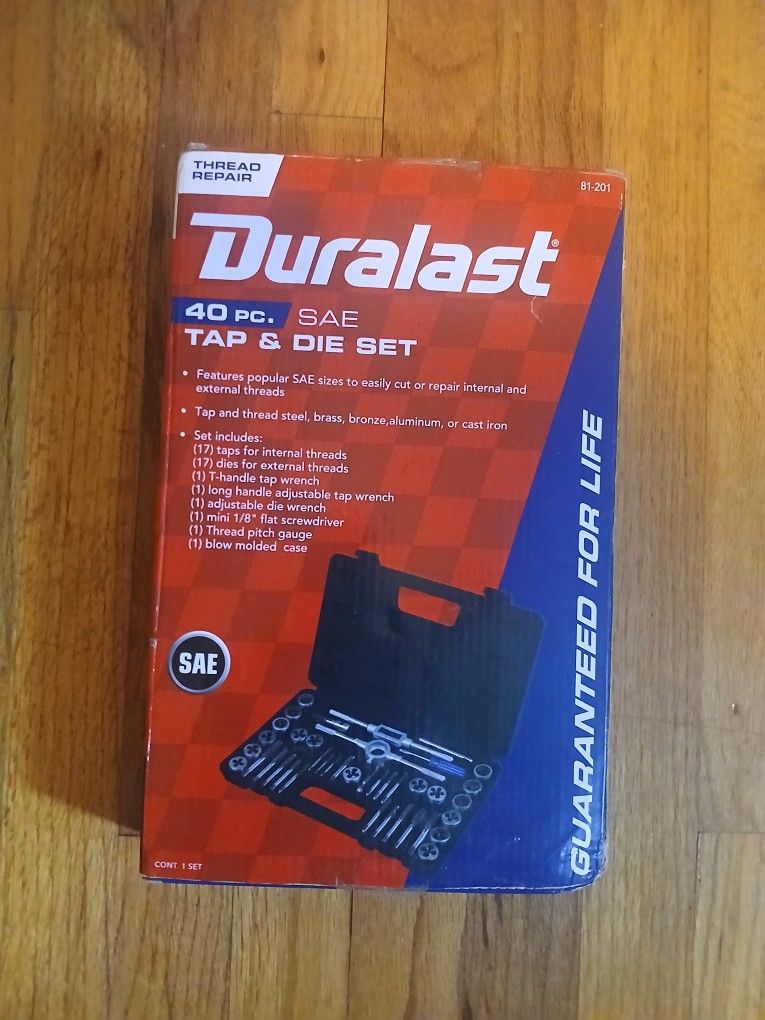 THREAD
REPAIR
81-201
Duralast®
40 PC. SAE
TAP & DIE SET
• Features popular SAE sizes to easily cut or repair internal and
external threads
• Tap and thread steel, brass, bronze,aluminum, or cast iron
• Set includes:
(17) taps for internal threads
(17) dies for external threads
(1) T-handle tap wrench
(1) long handle adjustable tap wrench
(1) adjustable die wrench
(1) mini 1/8" flat screwdriver
(1) Thread pitch gauge
(1) blow molded case
GUARANTEED FOR LIFE
SAE
CONT. 1 SET